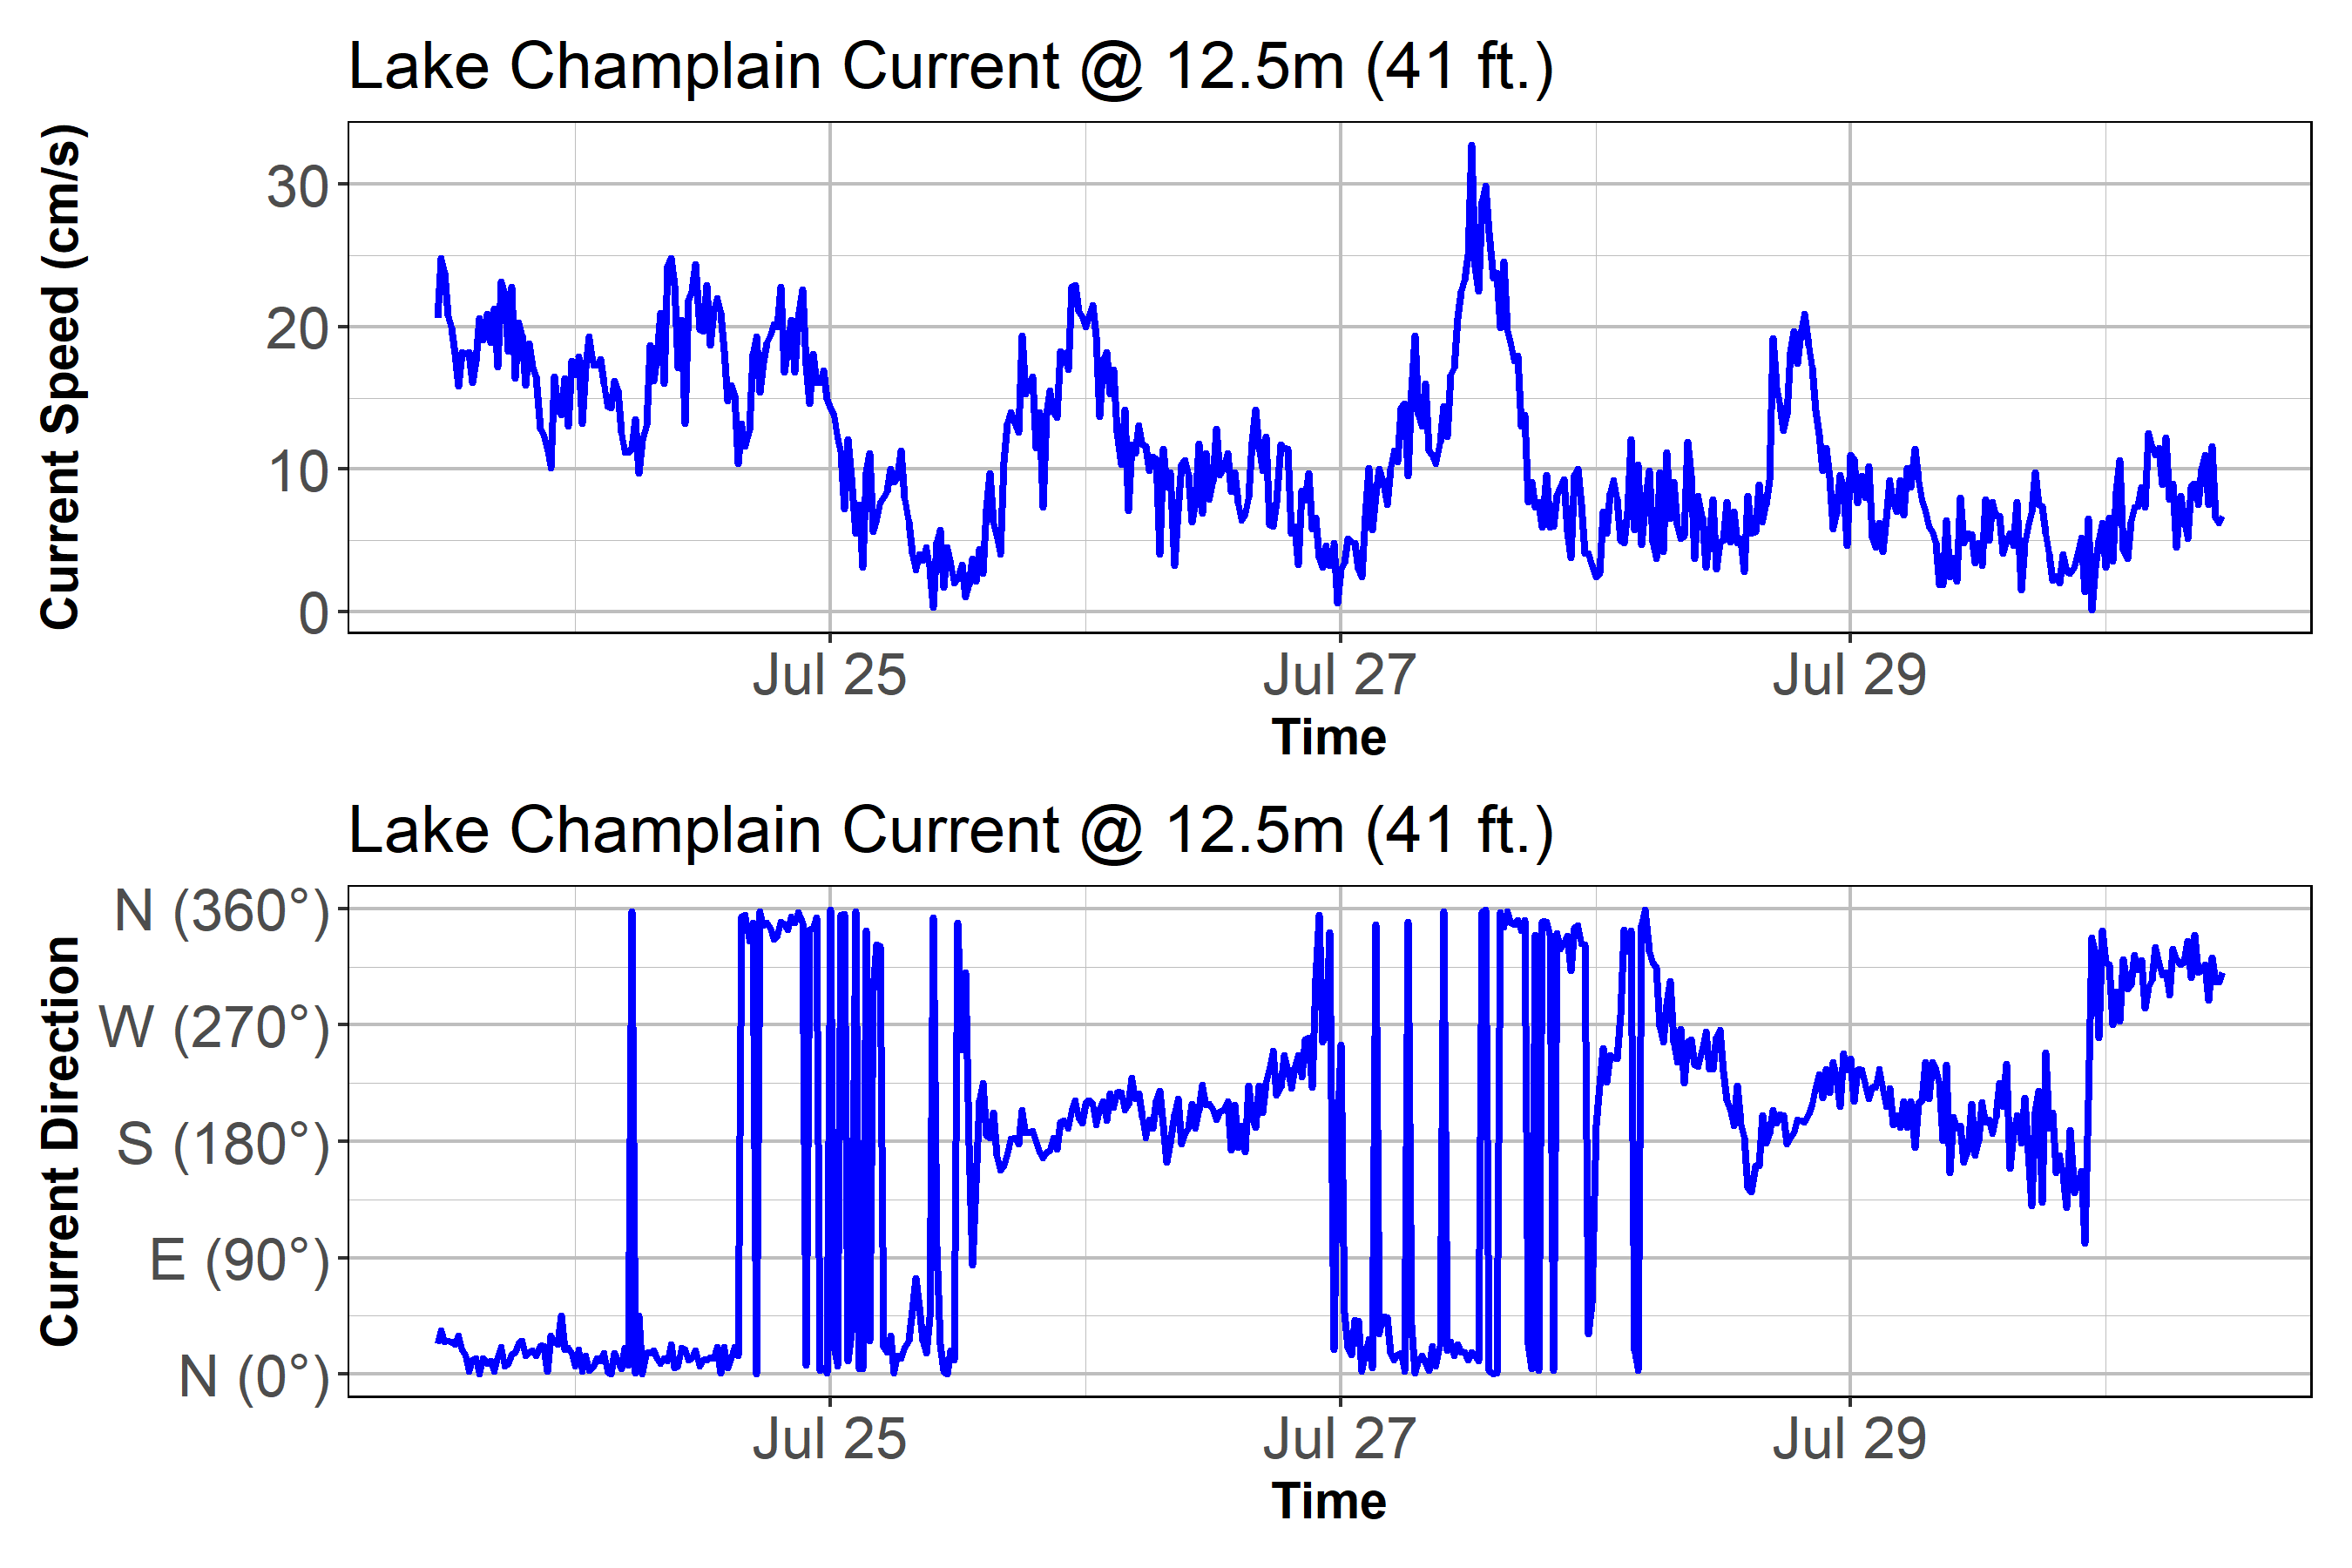 Lake Champlain Current @ 12.5m (41 ft.)
Current Speed (cm/s)
30
20
10
0
Jul 25 Jul 27 Jul 29
Time
Lake Champlain Current @ 12.5m (41 ft.)
Current Direction
N (360°)
W (270°)
S (180°)
E (90°)
N (0°)
Jul 25 Jul 27 Jul 29
Time